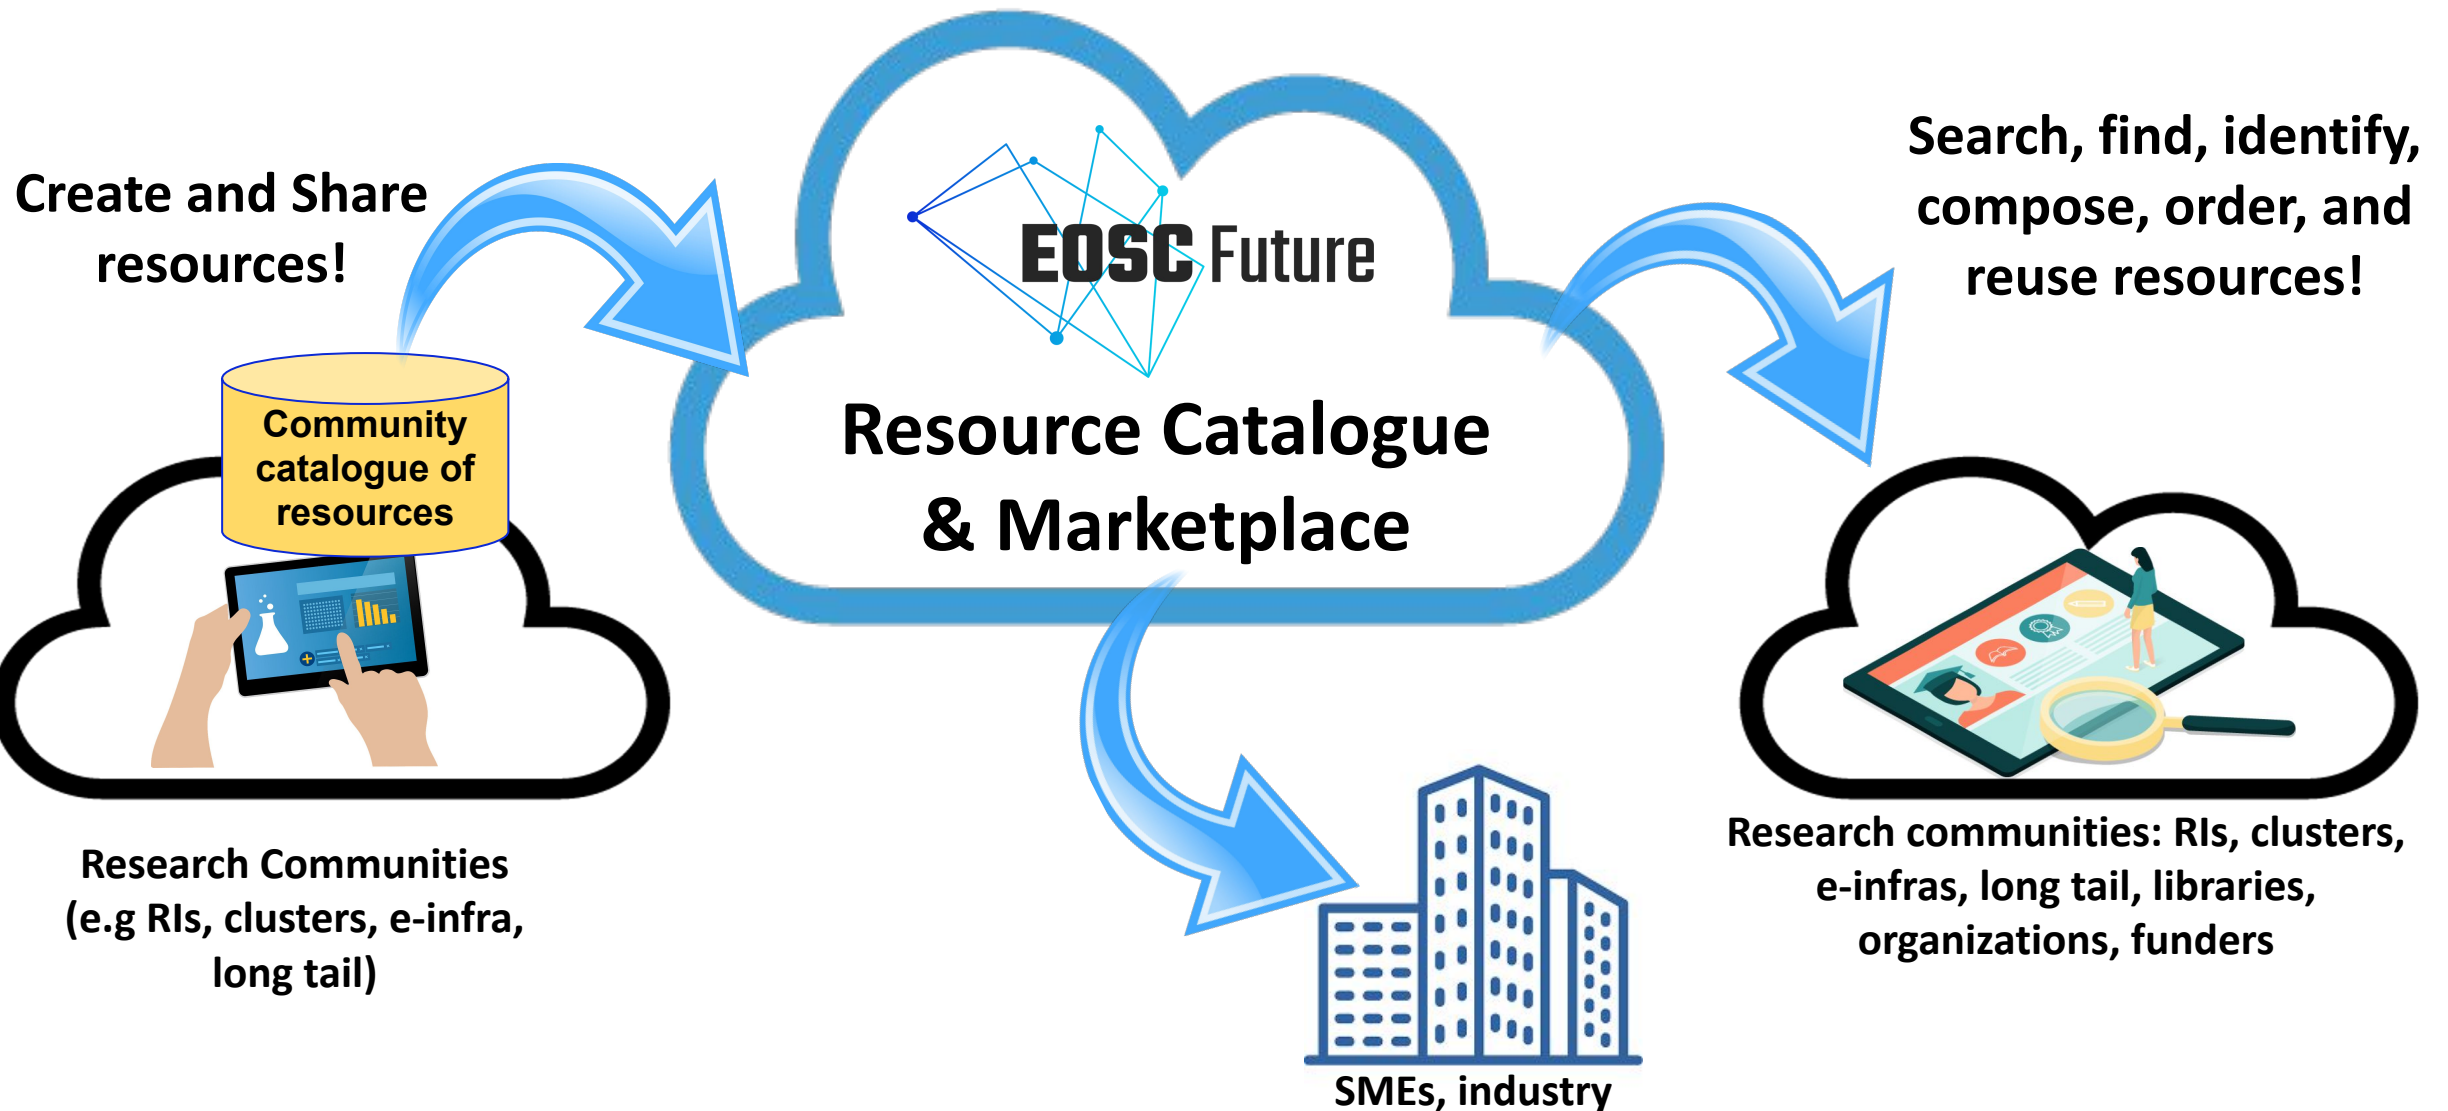 Create and Share
resources!
Community
catalogue of
resources
Research Communities
(e.g RIs, clusters, e-infra,
long tail)
EOSC Future
Resource Catalogue
& Marketplace
SMEs, industry
Search, find, identify,
compose, order, and
reuse resources!
Research communities: RIs, clusters,
e-infras, long tail, libraries,
organizations, funders